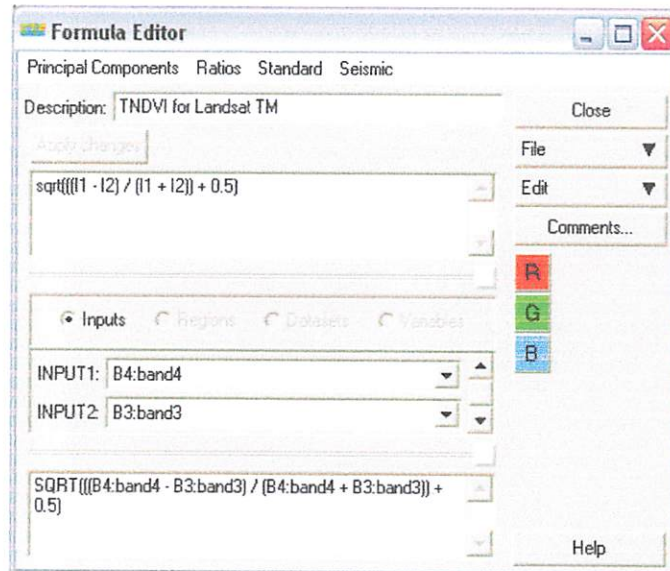 Formula Editor
Principal Components Ratios Standard Seismic
Description: TNDVI for Landsat TM
Close
Apply changes
File
sqrt(((I1 - I2) / (I1 + I2)) + 0.5)
Edit
Comments...
R
G
B
Inputs Regions Datasets Variables
INPUT1: B4:band4
INPUT2: B3:band3
SQRT(((B4:band4 - B3:band3) / (B4:band4 + B3:band3)) +
0.5)
Help